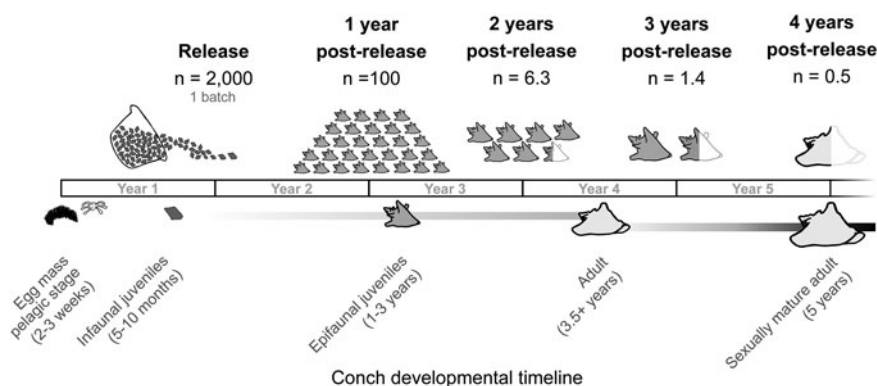 Release
n = 2,000
1 batch
1 year
post-release
n =100
2 years
post-release
n = 6.3
3 years
post-release
n = 1.4
4 years
post-release
n = 0.5
Year 1
Year 2
Year 3
Year 4
Year 5
Egg mass
pelagic stage
(2-3 weeks)
Infaunal juveniles
(5-10 months)
Epifaunal juveniles
(1-3 years)
Adult
(3.5+ years)
Sexually mature adult
(5 years)
Conch developmental timeline